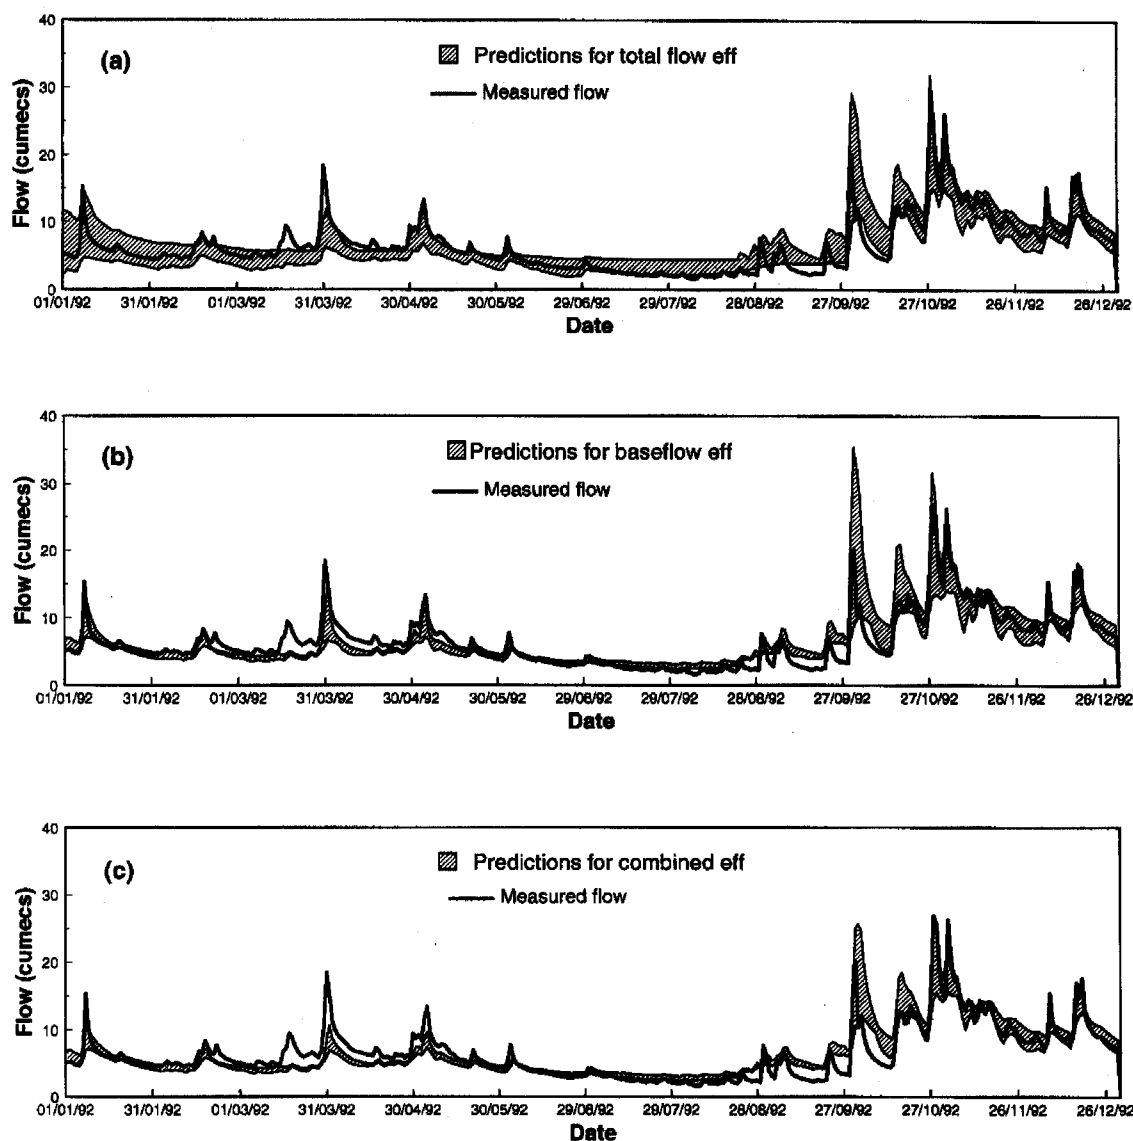 40
(a)
Predictions for total flow eff
Measured flow
30
20
10
0
Flow (cumecs)
01/01/92 31/01/92 01/03/92 31/03/92 30/04/92 30/05/92 29/06/92 29/07/92 28/08/92 27/09/92 27/10/92 26/11/92 26/12/92
Date
40
(b)
Predictions for baseflow eff
Measured flow
30
20
10
0
Flow (cumecs)
01/01/92 31/01/92 01/03/92 31/03/92 30/04/92 30/05/92 29/06/92 29/07/92 28/08/92 27/09/92 27/10/92 26/11/92 26/12/92
Date
40
(c)
Predictions for combined eff
Measured flow
30
20
10
0
Flow (cumecs)
01/01/92 31/01/92 01/03/92 31/03/92 30/04/92 30/05/92 29/06/92 29/07/92 28/08/92 27/09/92 27/10/92 26/11/92 26/12/92
Date